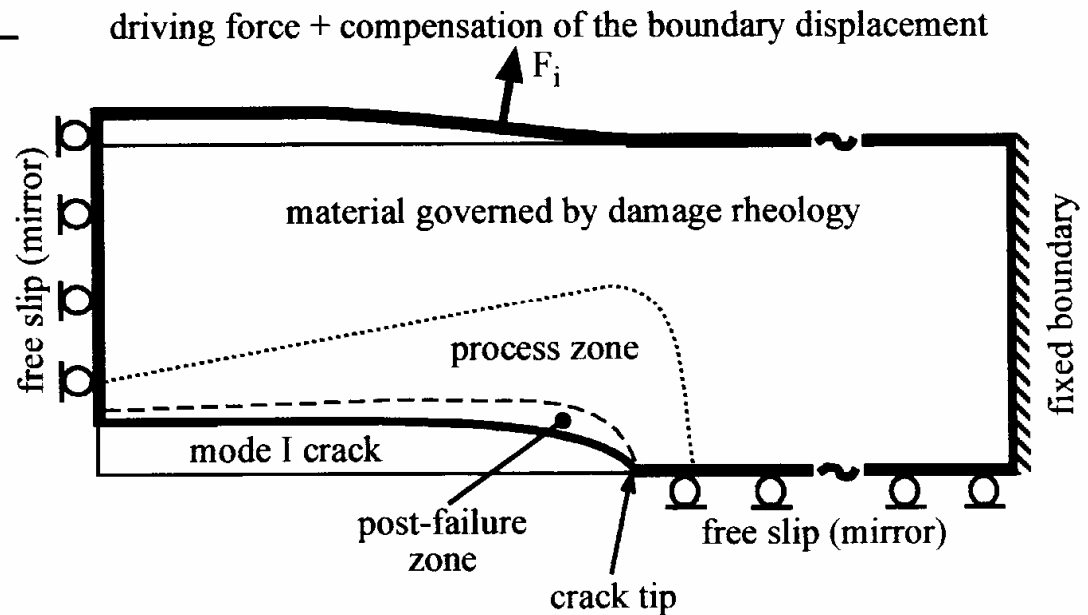 driving force + compensation of the boundary displacement
F_i
free slip (mirror)
material governed by damage rheology
fixed boundary
process zone
mode I crack
post-failure
zone
free slip (mirror)
crack tip